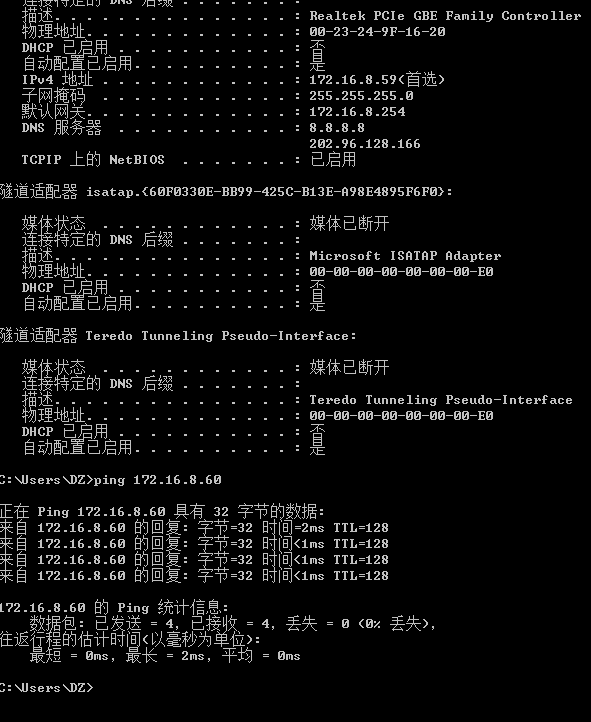 连接特定的 DNS 后缀 . . . . . . . :
描述. . . . . . . . . . . . . . . : Realtek PCIe GBE Family Controller
物理地址. . . . . . . . . . . . . : 00-23-24-9F-16-20
DHCP 已启用 . . . . . . . . . . . : 否
自动配置已启用. . . . . . . . . . : 是
IPv4 地址 . . . . . . . . . . . . : 172.16.8.59(首选)
子网掩码 . . . . . . . . . . . . : 255.255.255.0
默认网关. . . . . . . . . . . . . : 172.16.8.254
DNS 服务器 . . . . . . . . . . . : 8.8.8.8
202.96.128.166
TCPIP 上的 NetBIOS . . . . . . . : 已启用
隧道适配器 isatap.{60F0330E-BB99-425C-B13E-A98E4895F6F0}:
媒体状态 . . . . . . . . . . . . : 媒体已断开
连接特定的 DNS 后缀 . . . . . . . :
描述. . . . . . . . . . . . . . . : Microsoft ISATAP Adapter
物理地址. . . . . . . . . . . . . : 00-00-00-00-00-00-00-E0
DHCP 已启用 . . . . . . . . . . . : 否
自动配置已启用. . . . . . . . . . : 是
隧道适配器 Teredo Tunneling Pseudo-Interface:
媒体状态 . . . . . . . . . . . . : 媒体已断开
连接特定的 DNS 后缀 . . . . . . . :
描述. . . . . . . . . . . . . . . : Teredo Tunneling Pseudo-Interface
物理地址. . . . . . . . . . . . . : 00-00-00-00-00-00-00-E0
DHCP 已启用 . . . . . . . . . . . : 否
自动配置已启用. . . . . . . . . . : 是
C:\Users\DZ>ping 172.16.8.60
正在 Ping 172.16.8.60 具有 32 字节的数据:
来自 172.16.8.60 的回复: 字节=32 时间=2ms TTL=128
来自 172.16.8.60 的回复: 字节=32 时间<1ms TTL=128
来自 172.16.8.60 的回复: 字节=32 时间<1ms TTL=128
来自 172.16.8.60 的回复: 字节=32 时间<1ms TTL=128
172.16.8.60 的 Ping 统计信息:
数据包: 已发送 = 4, 已接收 = 4, 丢失 = 0 (0% 丢失),
往返行程的估计时间(以毫秒为单位):
最短 = 0ms, 最长 = 2ms, 平均 = 0ms
C:\Users\DZ>